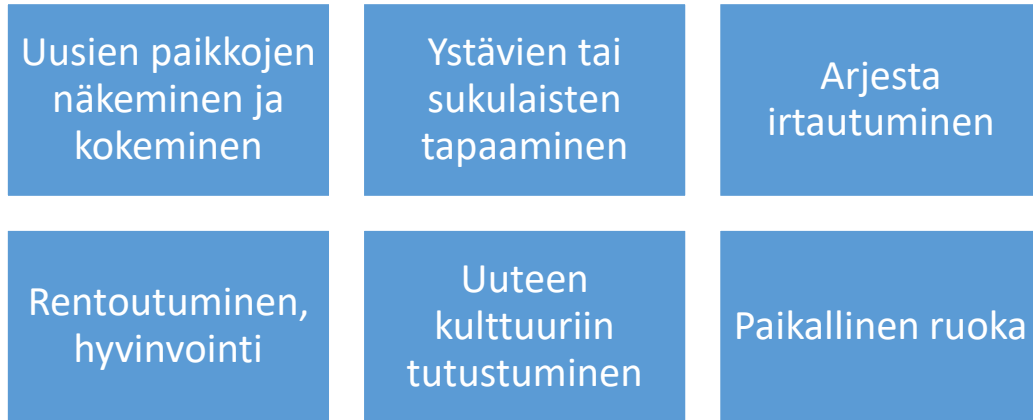 Uusien paikkojen
näkeminen ja
kokeminen
Ystävien tai
sukulaisten
tapaaminen
Arjesta
irtautuminen
Rentoutuminen,
hyvinvointi
Uuteen
kulttuuriin
tutustuminen
Paikallinen ruoka